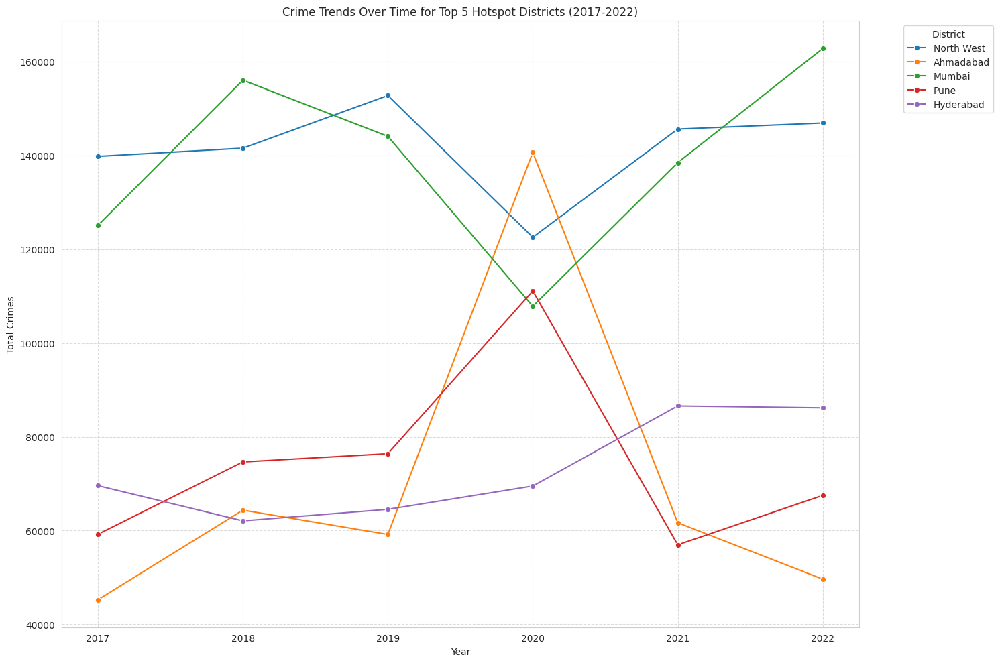 Crime Trends Over Time for Top 5 Hotspot Districts (2017-2022)
District
North West
Ahmadabad
Mumbai
Pune
Hyderabad
Total Crimes
160000
140000
120000
100000
80000
60000
40000
2017 2018 2019 2020 2021 2022
Year